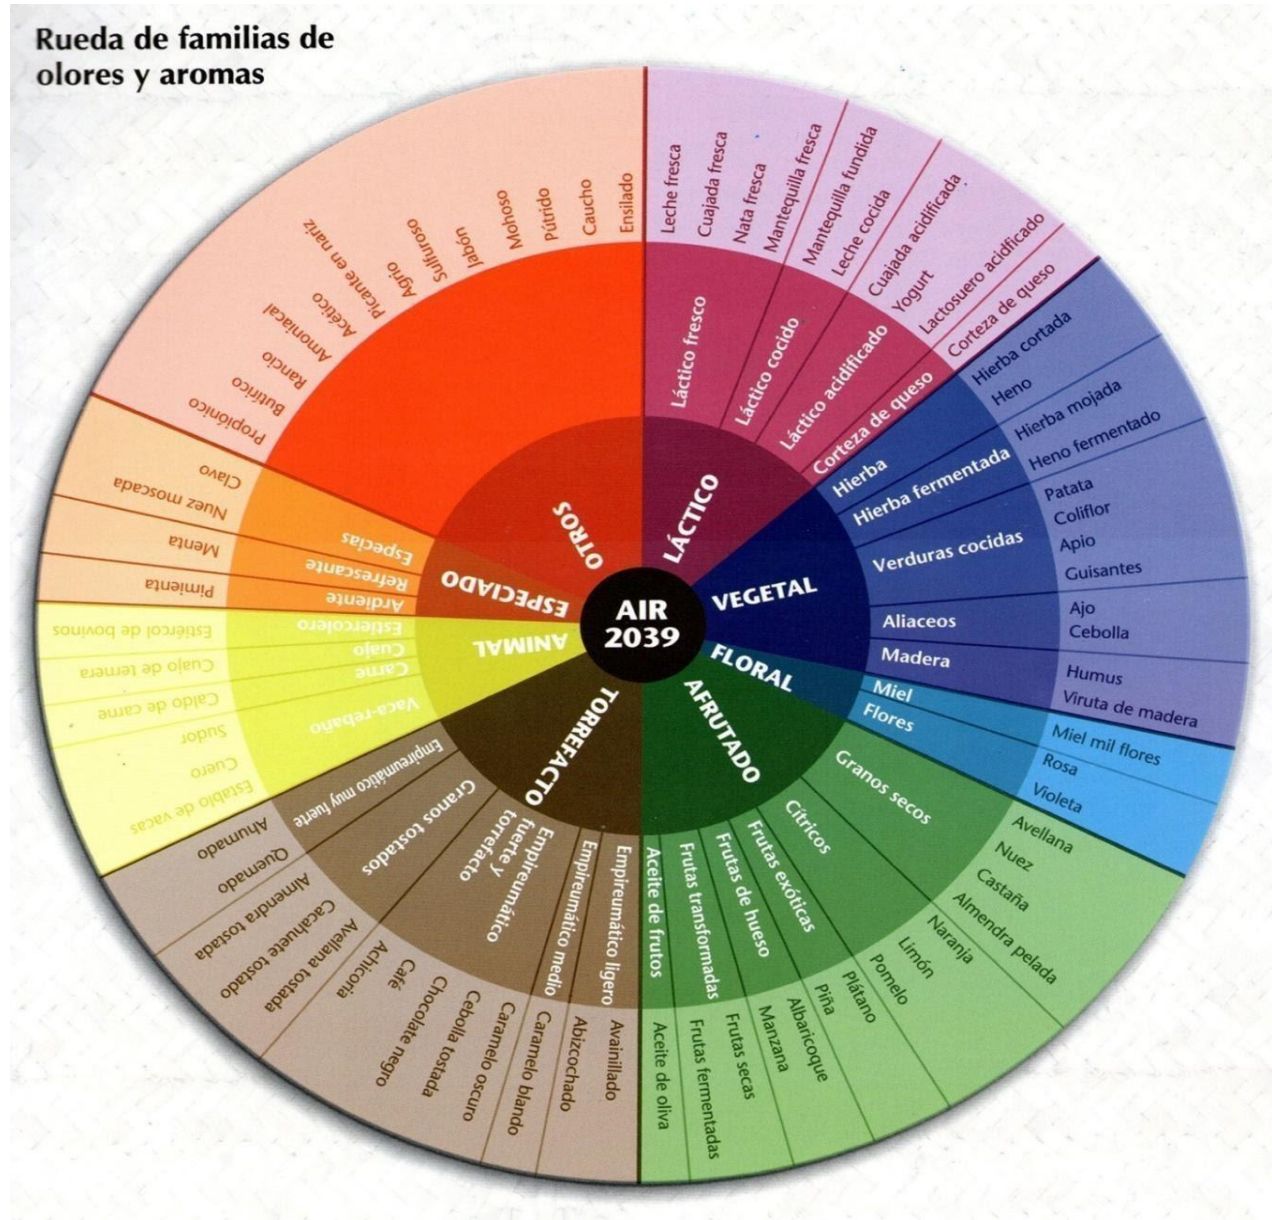 Rueda de familias de
olores y aromas
AIR
2039
LÁCTICO
Láctico fresco
Leche fresca
Cuajada fresca
Nata fresca
Mantequilla fresca
Láctico cocido
Mantequilla fundida
Leche cocida
Láctico acidificado
Cuajada acidificada
Yogurt
Lactosuero acidficado
Corteza de queso
Corteza de queso
VEGETAL
Hierba
Hierba cortada
Heno
Hierba fermentada
Hierba mojada
Heno fermentado
Verduras cocidas
Patata
Coliflor
Apio
Guisantes
Aliaceos
Ajo
Cebolla
Madera
Humus
Viruta de madera
FLORAL
Miel
Miel mil flores
Flores
Rosa
Violeta
AFRUTADO
Granos secos
Avellana
Nuez
Castaña
Almendra pelada
Cítricos
Naranja
Limón
Pomelo
Frutas exóticas
Plátano
Piña
Frutas de hueso
Albaricoque
Manzana
Frutas transformadas
Frutas secas
Frutas fermentadas
Aceite de frutos
Aceite de oliva
TORREFACTO
Empireumático ligero
Avainillado
Abizcochado
Empireumático medio
Caramelo blando
Empireumático
fuerte y
torrefacto
Caramelo oscuro
Cebolla tostada
Chocolate negro
Café
Achicoria
Granos tostados
Avellana tostada
Cacahuete tostado
Almendra tostada
Empireumático muy fuerte
Quemado
Ahumado
ANIMAL
Vaca-rebaño
Establo de vacas
Cuero
Sudor
Carne
Caldo de carne
Cuajo
Cuajo de ternera
Estiercolero
Estiércol de bovinos
ESPECIADO
Ardiente
Pimienta
Refrescante
Menta
Especias
Nuez moscada
Clavo
OTROS
Propiónico
Butírico
Rancio
Amoniacal
Acético
Picante en nariz
Agrio
Sulfuroso
Jabón
Mohoso
Pútrido
Caucho
Ensilado